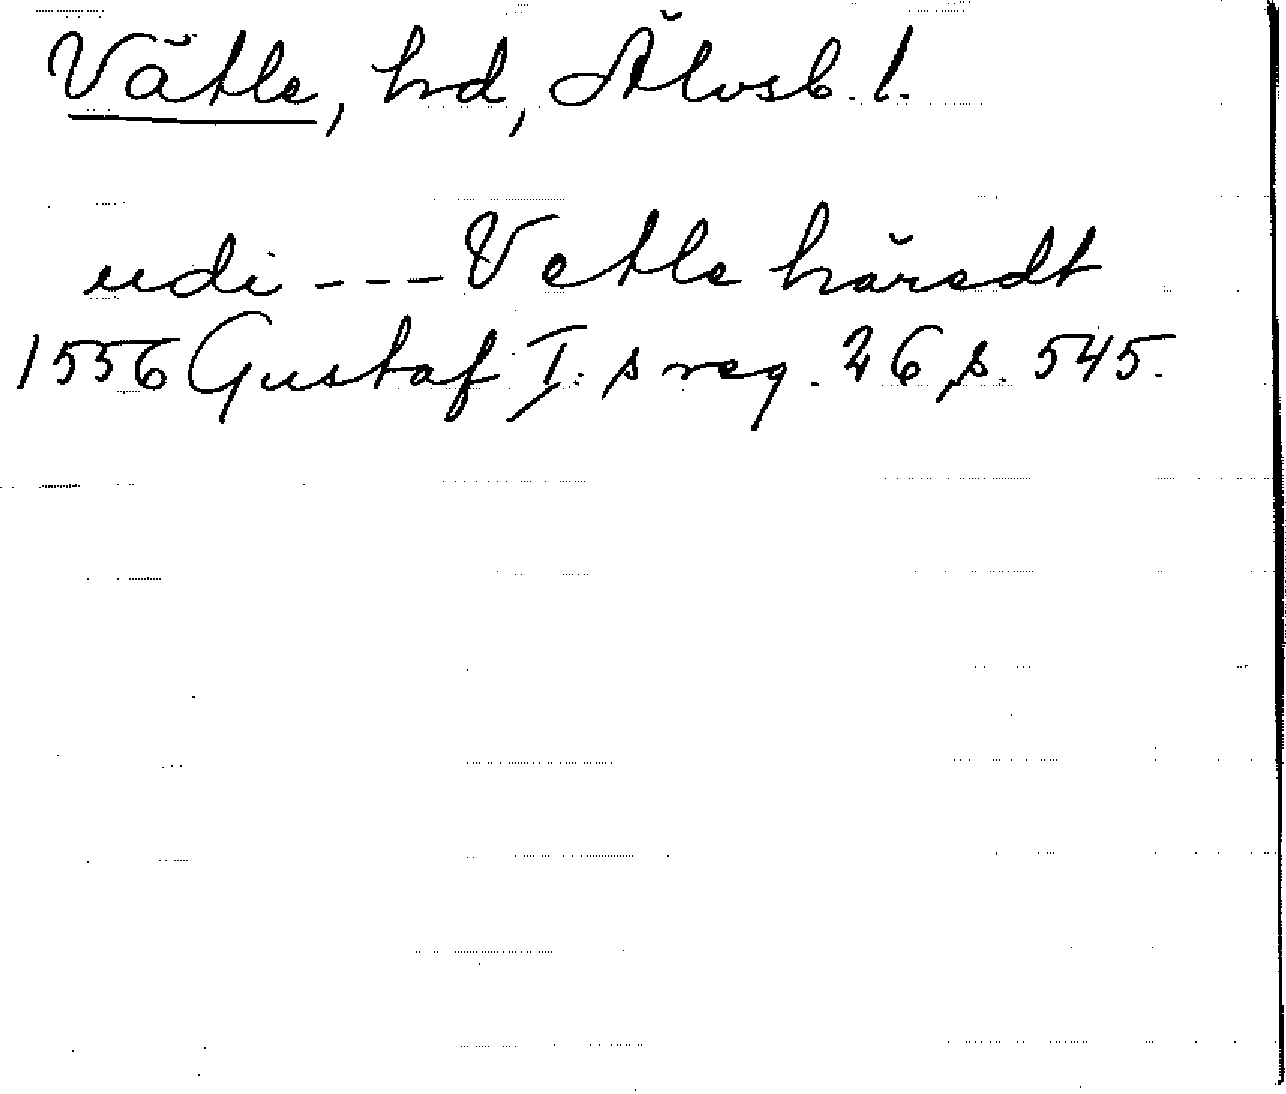 Vätle, hd, Älvsb. l.
udi --- Vetle häredt
1556 Gustaf I:s reg. 26, s. 545.